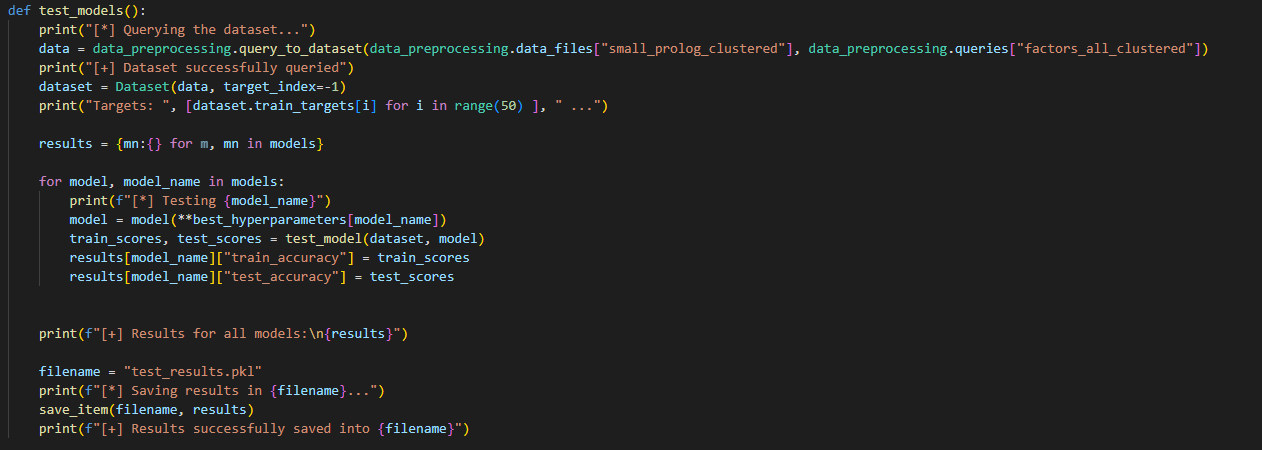 def test_models():
    print("[*] Querying the dataset...")
    data = data_preprocessing.query_to_dataset(data_preprocessing.data_files["small_prolog_clustered"], data_preprocessing.queries["factors_all_clustered"])
    print("[+] Dataset successfully queried")
    dataset = Dataset(data, target_index=-1)
    print("Targets: ", [dataset.train_targets[i] for i in range(50) ], " ...")
    results = {mn:{} for m, mn in models}
    for model, model_name in models:
        print(f"[*] Testing {model_name}")
        model = model(**best_hyperparameters[model_name])
        train_scores, test_scores = test_model(dataset, model)
        results[model_name]["train_accuracy"] = train_scores
        results[model_name]["test_accuracy"] = test_scores
    print(f"[+] Results for all models:\n{results}")
    filename = "test_results.pkl"
    print(f"[*] Saving results in {filename}...")
    save_item(filename, results)
    print(f"[+] Results successfully saved into {filename}")